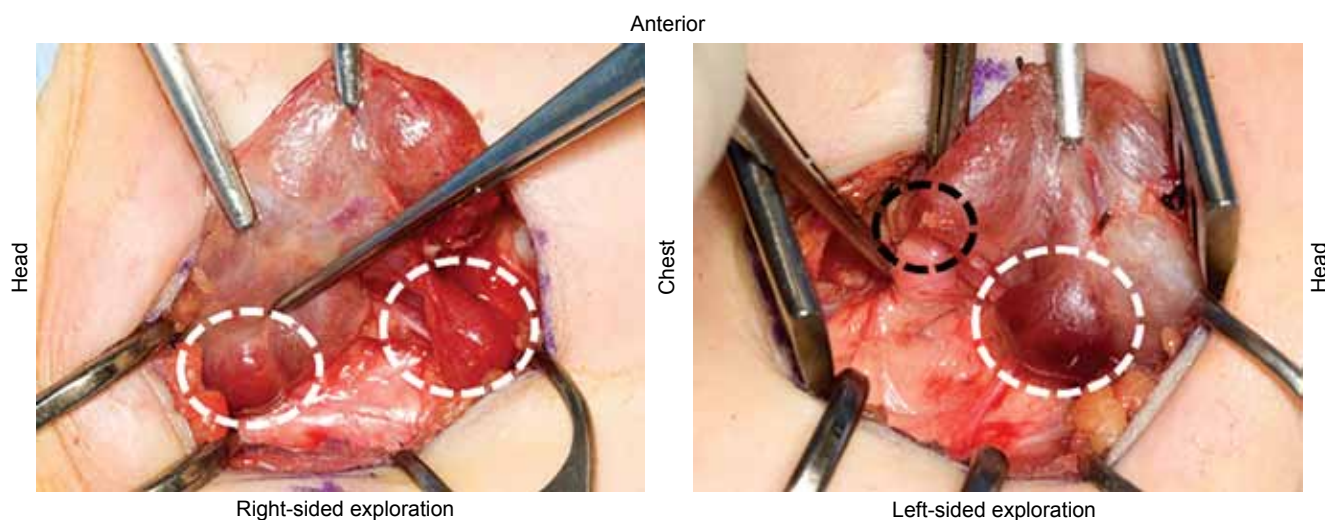 Anterior
Head
Chest
Head
Right-sided exploration
Left-sided exploration